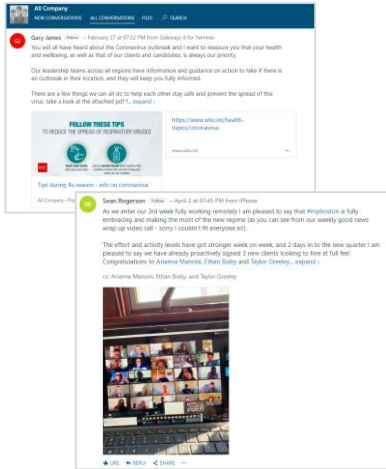 All Company
NEW CONVERSATIONS ALL CONVERSATIONS FILES SEARCH
Gary James Follow – February 27 at 07:22 PM from Sideways 6 for Yammer
You will all have heard about the Coronavirus outbreak and I want to reassure you that your health
and wellbeing, as well as that of our clients and candidates, is always our priority.
Our leadership teams across all regions have information and guidance on action to take if there is
an outbreak in their location, and they will keep you fully informed.
There are a few things we can all do to help each other stay safe and prevent the spread of this
virus, take a look at the attached pdf f... expand ›
FOLLOW THESE TIPS
TO REDUCE THE SPREAD OF RESPIRATORY VIRUSES
https://www.who.int/health-
topics/coronavirus
www.who.int
Tips during flu season - info on coronavirus
All Company
SR
Sean Rogerson Follow – April 2 at 07:45 PM from iPhone
As we enter our 3rd week fully working remotely I am pleased to say that #mpboston is fully
embracing and making the most of the new regime (as you can see from our weekly good news
wrap up video call - sorry I couldn't fit everyone in!).
The effort and activity levels have got stronger week on week, and 2 days in to the new quarter I am
pleased to say we have already proactively signed 3 new clients looking to hire at full fee!
Congratulations to Arianna Mancini, Ethan Bixby and Taylor Greeley... expand ›
cc: Arianna Mancini, Ethan Bixby, and Taylor Greeley
LIKE REPLY SHARE ...